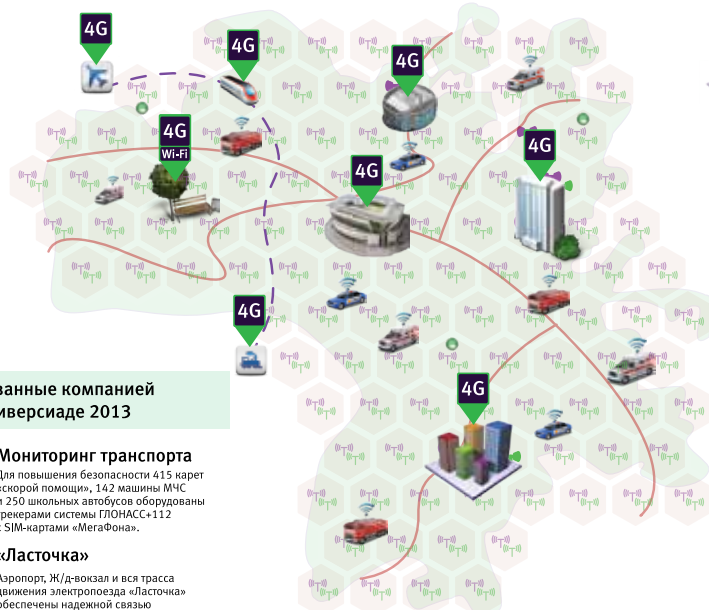 4G
4G
4G
4G
Wi-Fi
4G
4G
4G
4G
ванные компанией
иверсиаде 2013
Мониторинг транспорта
Для повышения безопасности 415 карет
«скорой помощи», 142 машины МЧС
и 250 школьных автобусов оборудованы
трекерами системы ГЛОНАСС+112
с SIM-картами «МегаФона».
«Ласточка»
Аэропорт, Ж/д-вокзал и вся трасса
движения электропоезда «Ласточка»
обеспечены надежной связью